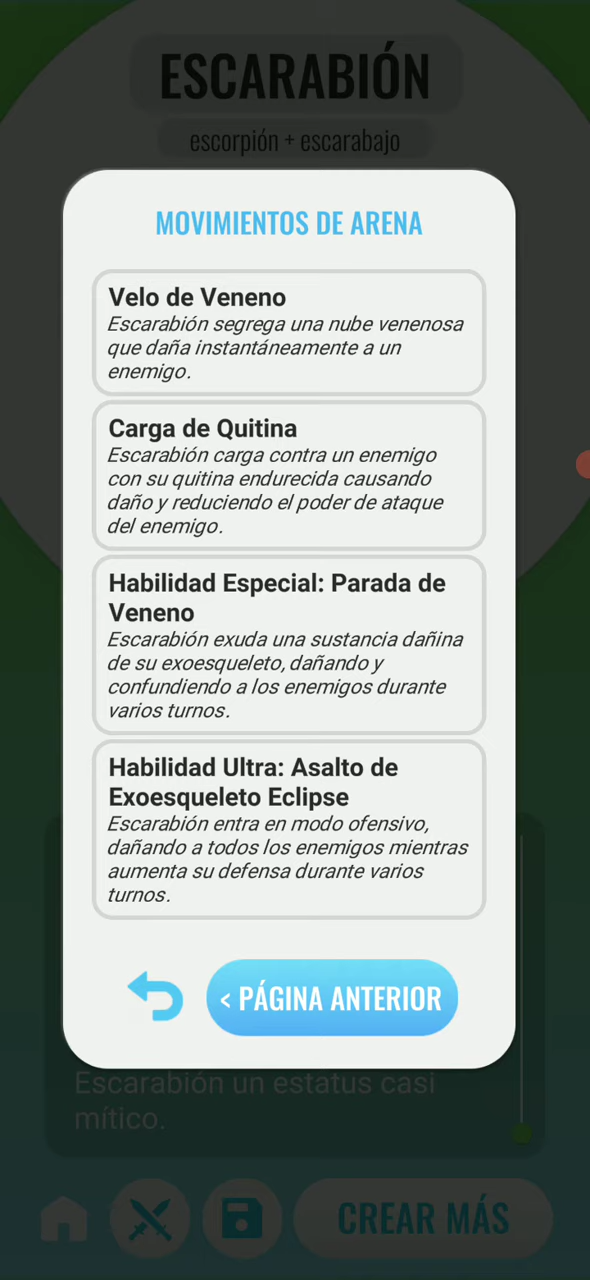 ESCARABIÓN
escorpión + escarabajo
MOVIMIENTOS DE ARENA
Velo de Veneno
Escarabión segrega una nube venenosa
que daña instantáneamente a un
enemigo.
Carga de Quitina
Escarabión carga contra un enemigo
con su quitina endurecida causando
daño y reduciendo el poder de ataque
del enemigo.
Habilidad Especial: Parada de
Veneno
Escarabión exuda una sustancia dañina
de su exoesqueleto, dañando y
confundiendo a los enemigos durante
varios turnos.
Habilidad Ultra: Asalto de
Exoesqueleto Eclipse
Escarabión entra en modo ofensivo,
dañando a todos los enemigos mientras
aumenta su defensa durante varios
turnos.
< PÁGINA ANTERIOR
Escarabión un estatus casi
mítico.
CREAR MÁS